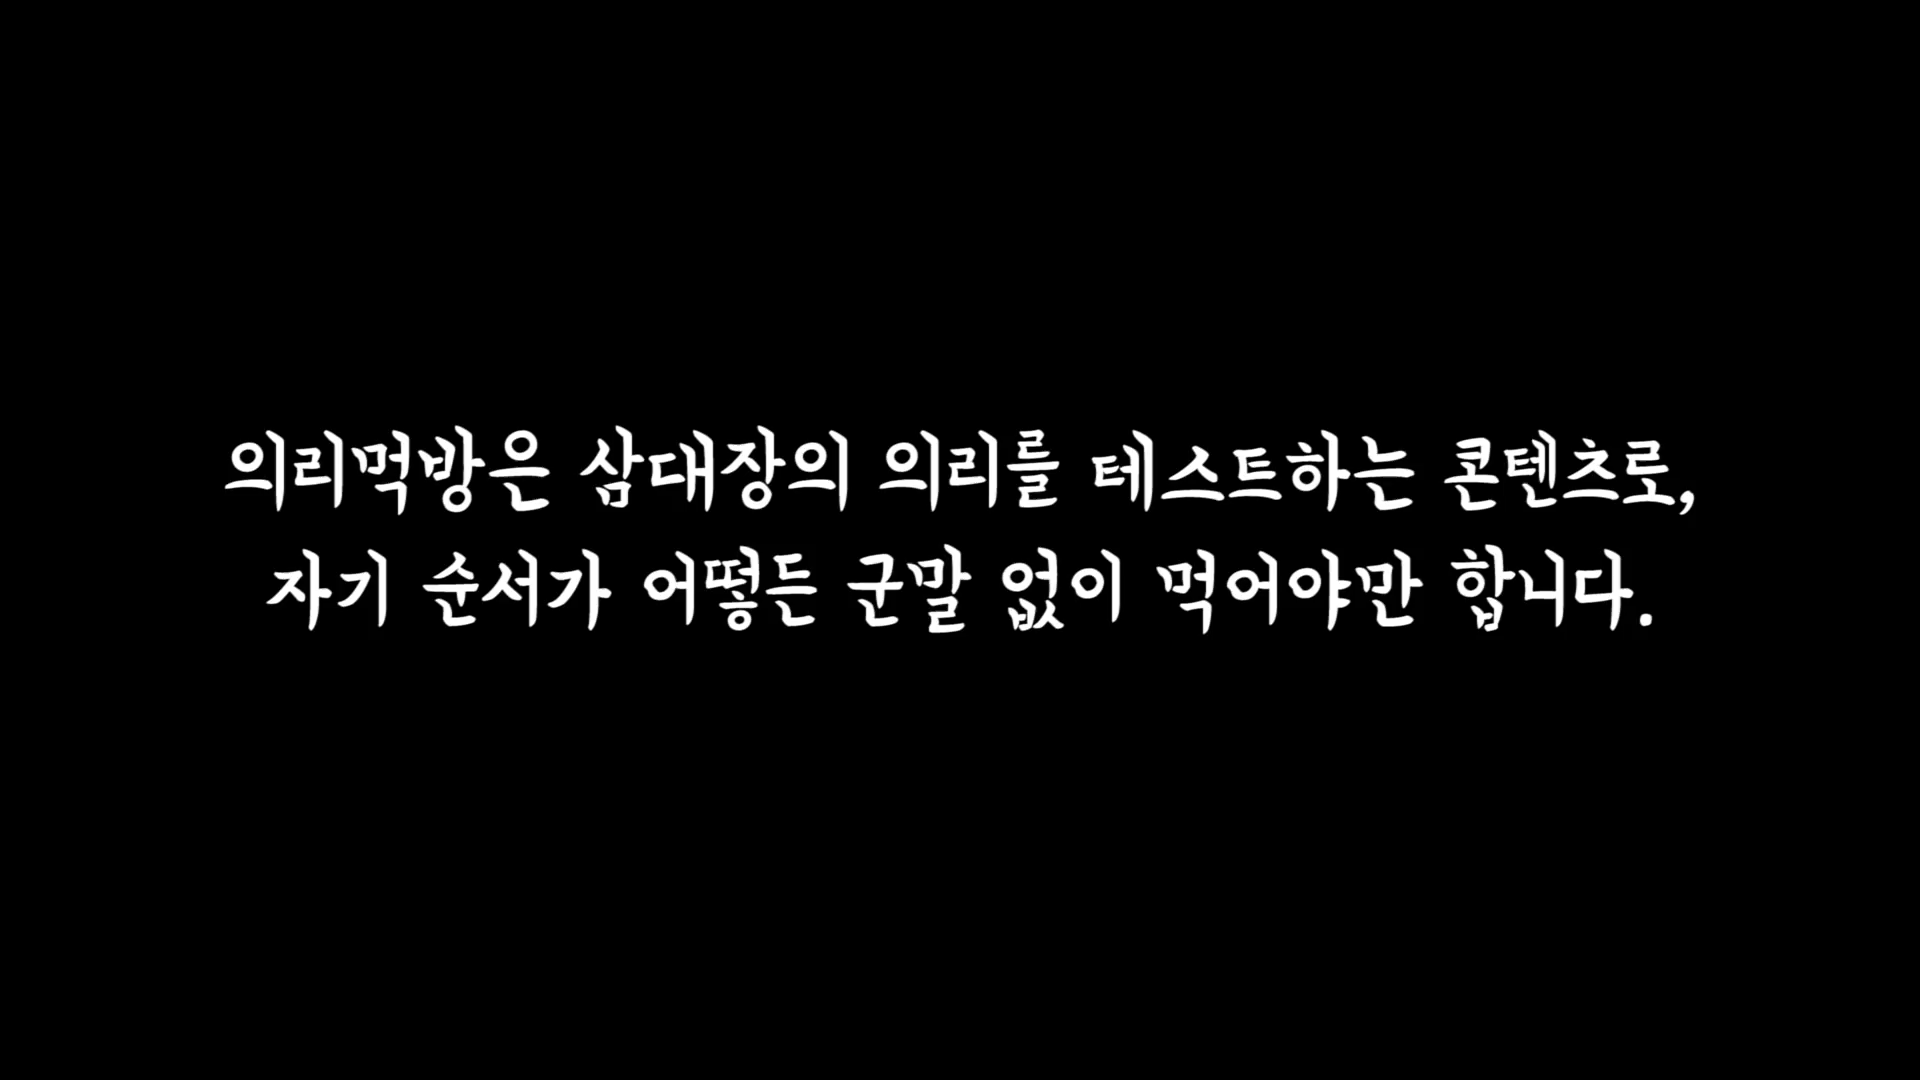 의리먹방은 삼대장의 의리를 테스트하는 콘텐츠로,
자기 순서가 어떻든 군말 없이 먹어야만 합니다.